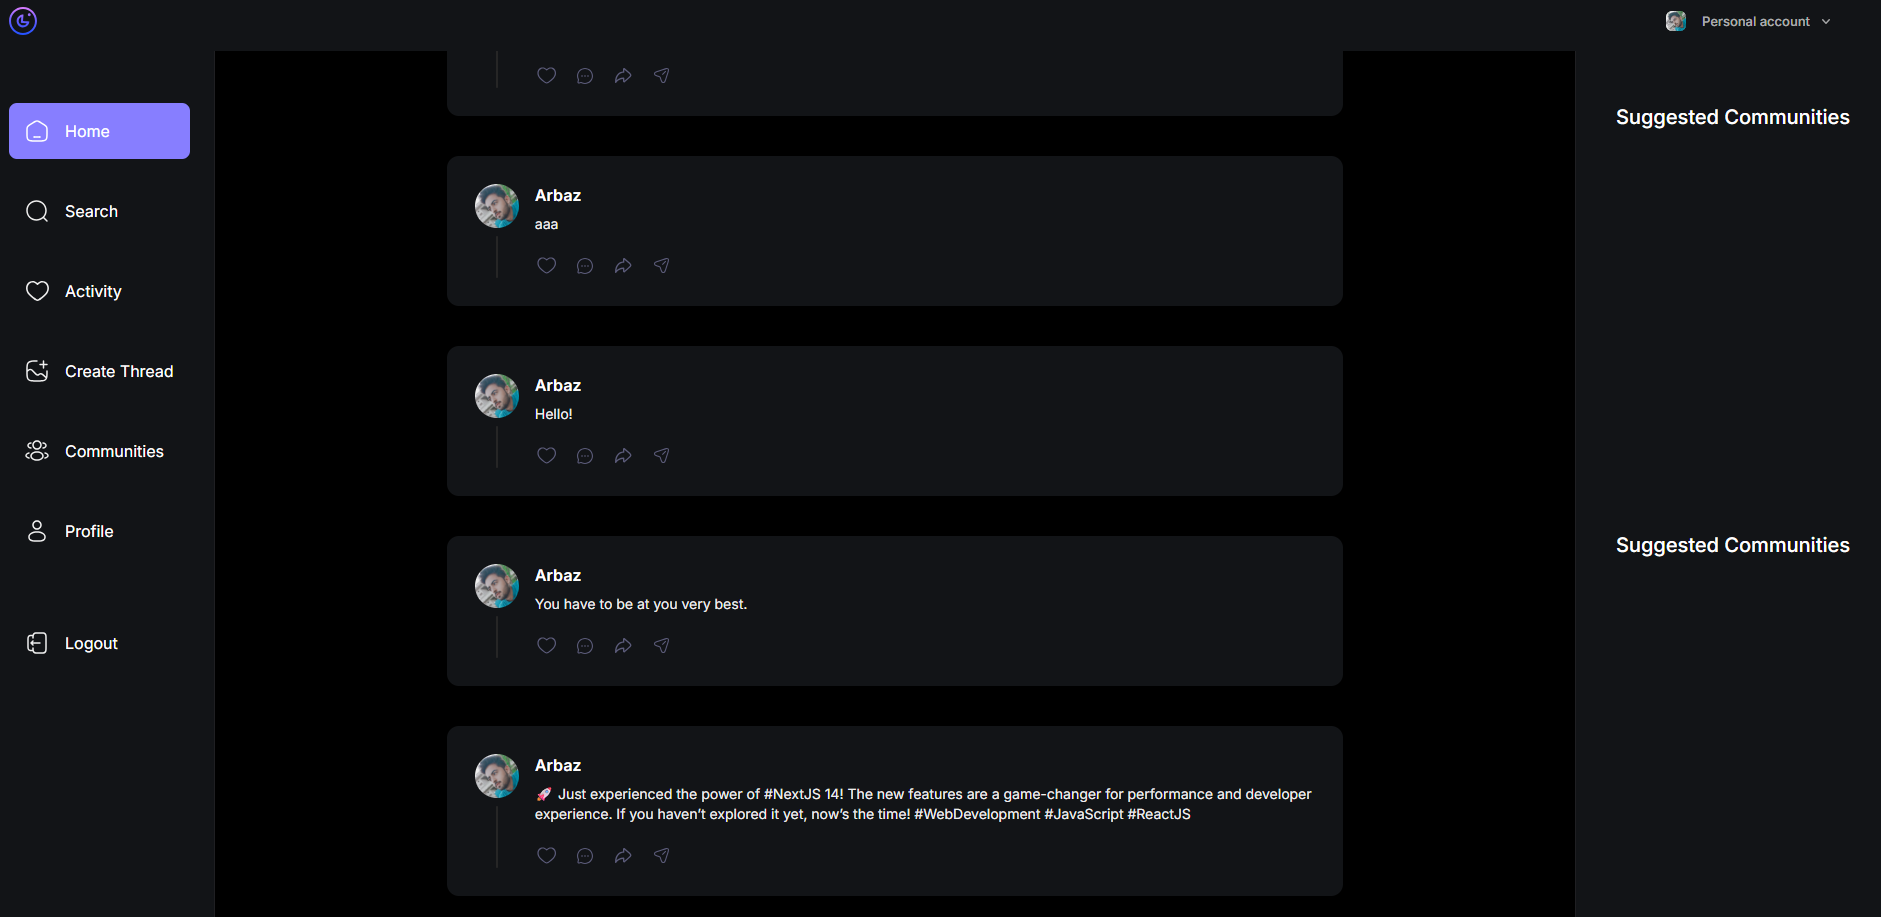 Personal account
Home
Search
Activity
Create Thread
Communities
Profile
Logout
Arbaz
aaa
Arbaz
Hello!
Arbaz
You have to be at you very best.
Arbaz
🚀 Just experienced the power of #NextJS 14! The new features are a game-changer for performance and developer
experience. If you haven’t explored it yet, now’s the time! #WebDevelopment #JavaScript #ReactJS
Suggested Communities
Suggested Communities